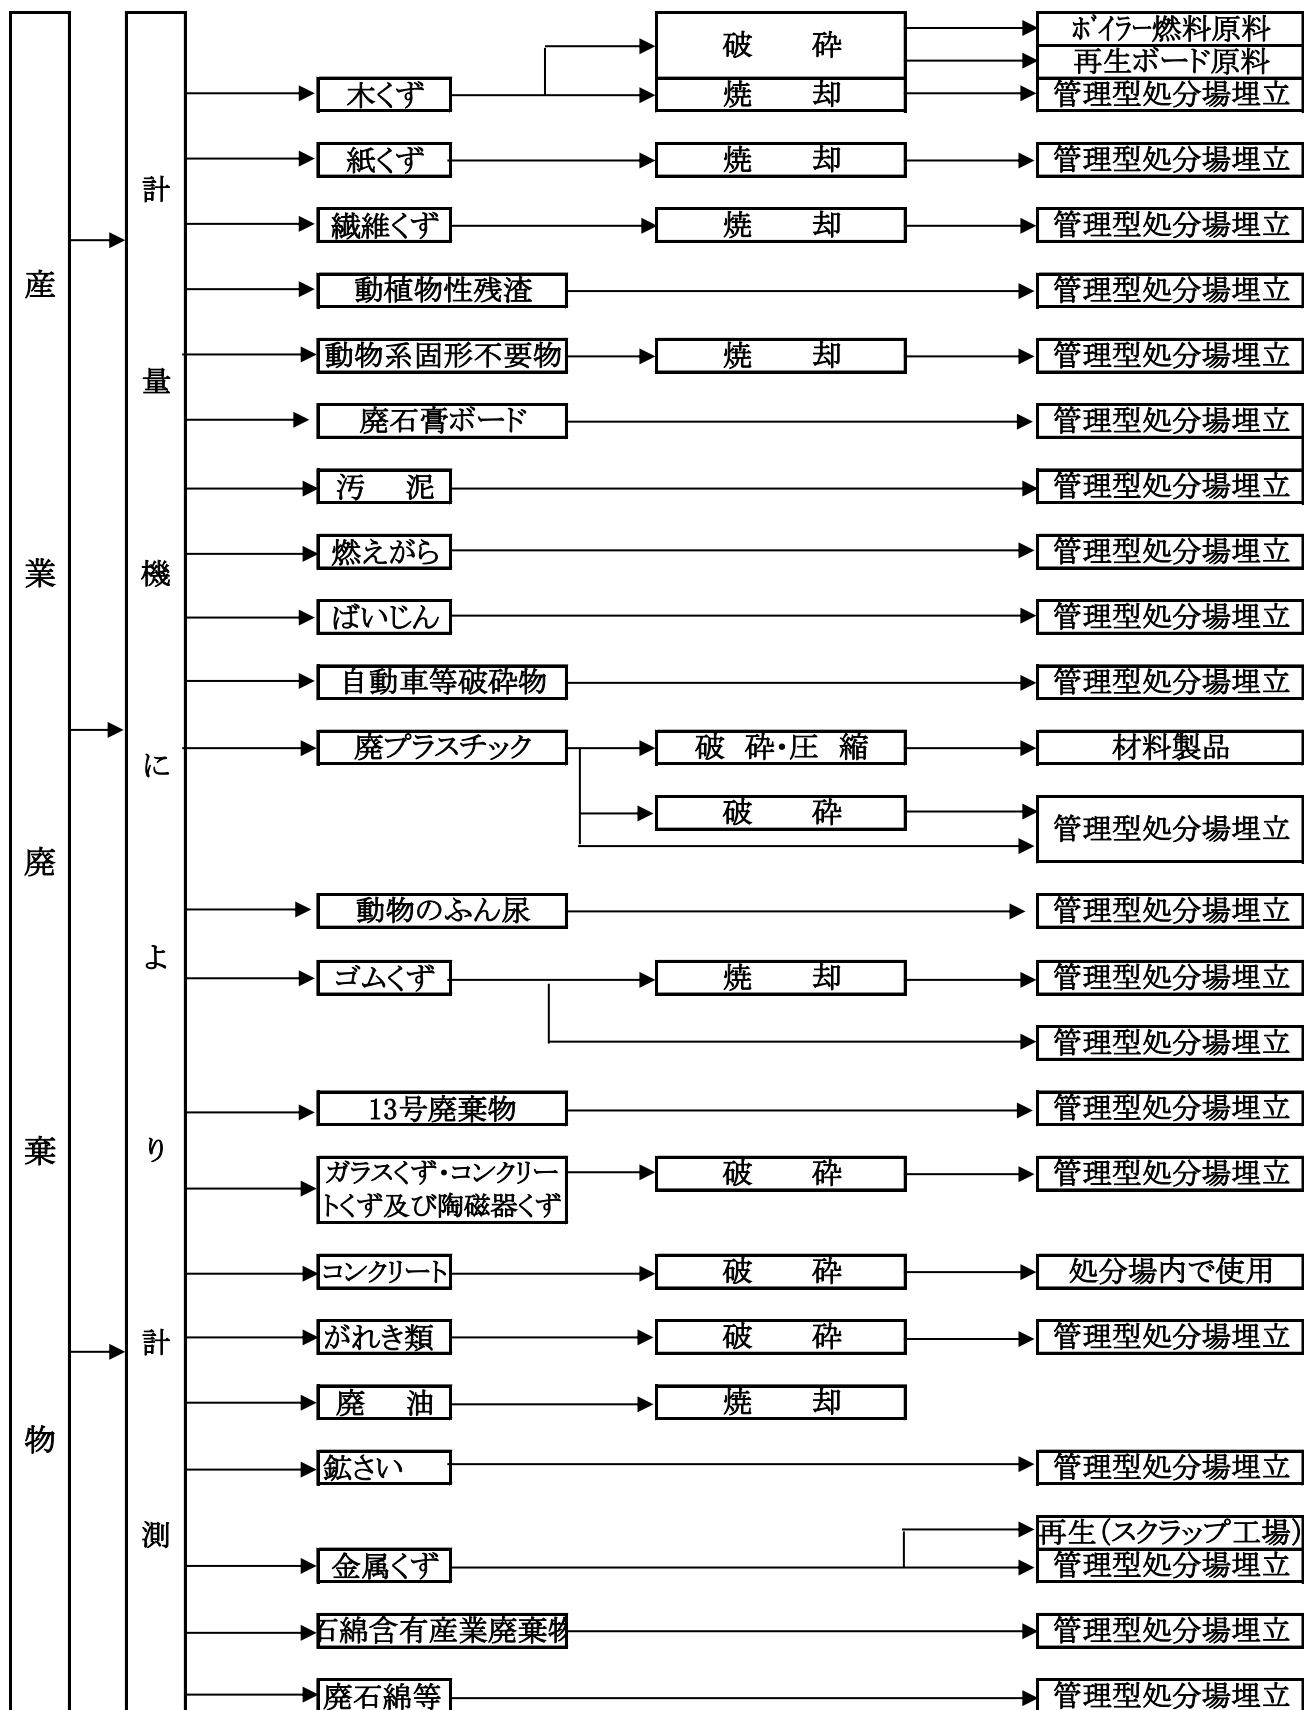 産業廃棄物
計量機により計測
破 砕
ボイラー燃料原料
再生ボード原料
木くず
焼 却
管理型処分場埋立
紙くず
焼 却
管理型処分場埋立
繊維くず
焼 却
管理型処分場埋立
動植物性残渣
管理型処分場埋立
動物系固形不要物
焼 却
管理型処分場埋立
廃石膏ボード
管理型処分場埋立
汚 泥
管理型処分場埋立
燃えがら
管理型処分場埋立
ばいじん
管理型処分場埋立
自動車等破砕物
管理型処分場埋立
廃プラスチック
破 砕・圧 縮
材料製品
破 砕
管理型処分場埋立
動物のふん尿
管理型処分場埋立
ゴムくず
焼 却
管理型処分場埋立
管理型処分場埋立
13号廃棄物
管理型処分場埋立
ガラスくず・コンクリー
トくず及び陶磁器くず
破 砕
管理型処分場埋立
コンクリート
破 砕
処分場内で使用
がれき類
破 砕
管理型処分場埋立
廃 油
焼 却
鉱さい
管理型処分場埋立
再生（スクラップ工場）
金属くず
管理型処分場埋立
石綿含有産業廃棄物
管理型処分場埋立
廃石綿等
管理型処分場埋立